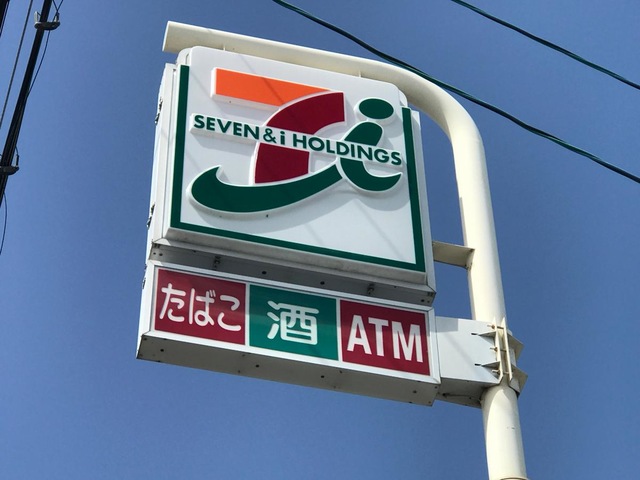 SEVEN & i HOLDINGS
たばこ 酒 ATM